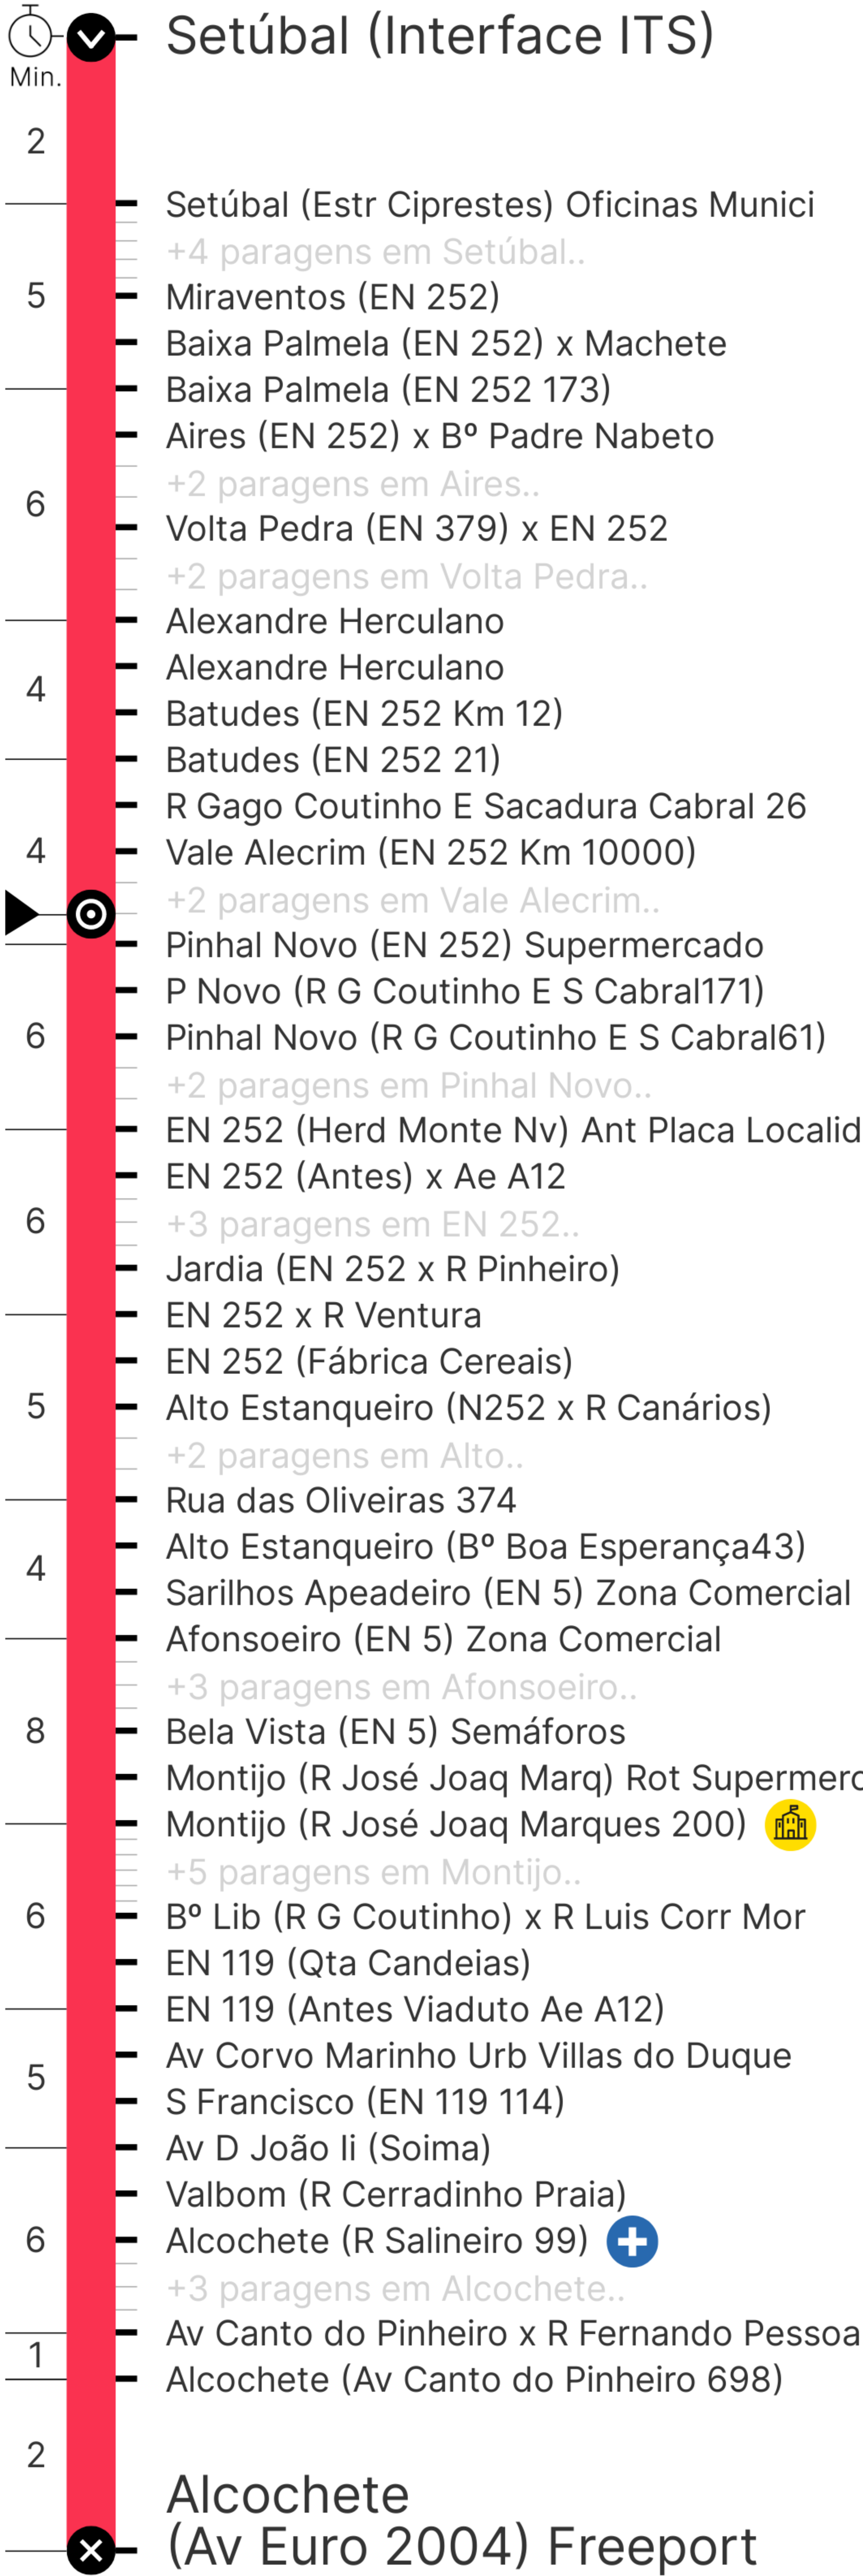 Setúbal (Interface ITS)
Min.
2
Setúbal (Estr Ciprestes) Oficinas Munici
+4 paragens em Setúbal..
5
Miraventos (EN 252)
Baixa Palmela (EN 252) x Machete
Baixa Palmela (EN 252 173)
Aires (EN 252) x Bº Padre Nabeto
+2 paragens em Aires..
6
Volta Pedra (EN 379) x EN 252
+2 paragens em Volta Pedra..
Alexandre Herculano
Alexandre Herculano
4
Batudes (EN 252 Km 12)
Batudes (EN 252 21)
R Gago Coutinho E Sacadura Cabral 26
4
Vale Alecrim (EN 252 Km 10000)
+2 paragens em Vale Alecrim..
Pinhal Novo (EN 252) Supermercado
P Novo (R G Coutinho E S Cabral171)
6
Pinhal Novo (R G Coutinho E S Cabral61)
+2 paragens em Pinhal Novo..
EN 252 (Herd Monte Nv) Ant Placa Localid
EN 252 (Antes) x Ae A12
6
+3 paragens em EN 252..
Jardia (EN 252 x R Pinheiro)
EN 252 x R Ventura
EN 252 (Fábrica Cereais)
5
Alto Estanqueiro (N252 x R Canários)
+2 paragens em Alto..
Rua das Oliveiras 374
Alto Estanqueiro (Bº Boa Esperança43)
4
Sarilhos Apeadeiro (EN 5) Zona Comercial
Afonsoeiro (EN 5) Zona Comercial
+3 paragens em Afonsoeiro..
8
Bela Vista (EN 5) Semáforos
Montijo (R José Joaq Marq) Rot Supermerc
Montijo (R José Joaq Marques 200)
+5 paragens em Montijo..
6
Bº Lib (R G Coutinho) x R Luis Corr Mor
EN 119 (Qta Candeias)
EN 119 (Antes Viaduto Ae A12)
Av Corvo Marinho Urb Villas do Duque
5
S Francisco (EN 119 114)
Av D João Ii (Soima)
Valbom (R Cerradinho Praia)
6
Alcochete (R Salineiro 99)
+3 paragens em Alcochete..
Av Canto do Pinheiro x R Fernando Pessoa
1
Alcochete (Av Canto do Pinheiro 698)
2
Alcochete
(Av Euro 2004) Freeport